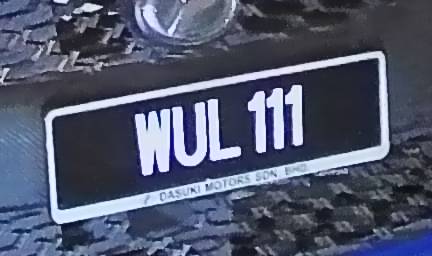 WUL 111
DASUKI MOTORS SDN. BHD.